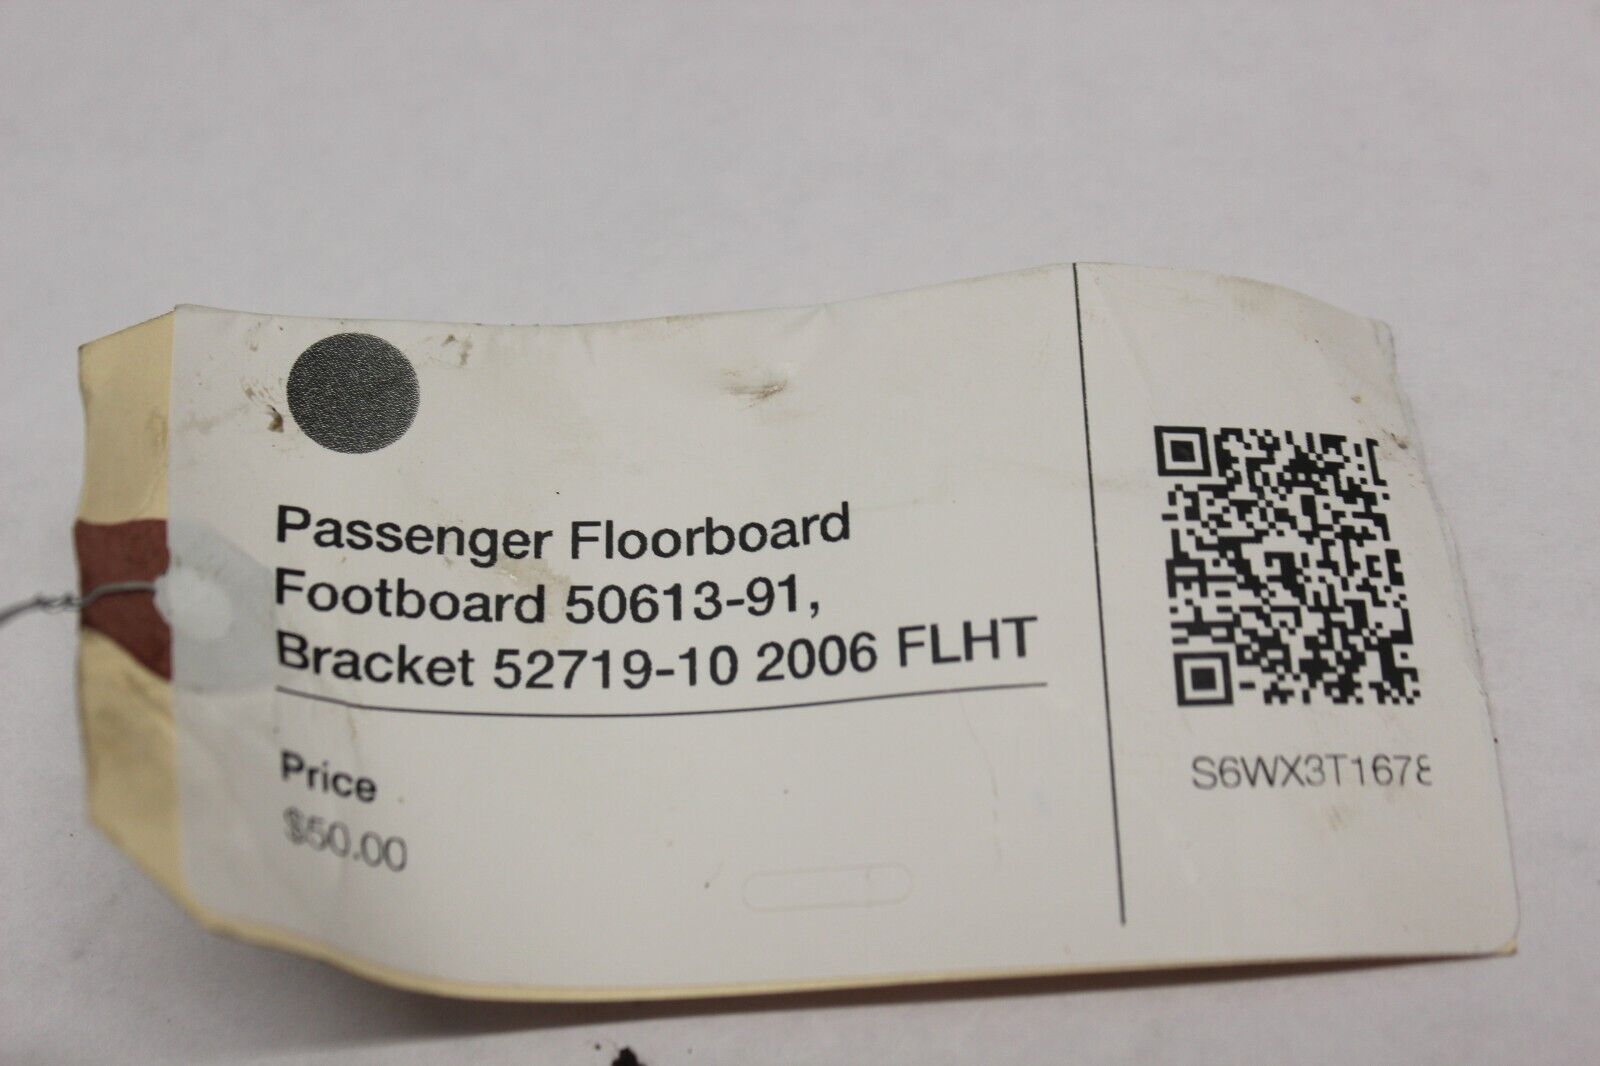 Passenger Floorboard
Footboard 50613-91,
Bracket 52719-10 2006 FLHT
Price
$50.00
S6WX3T1678